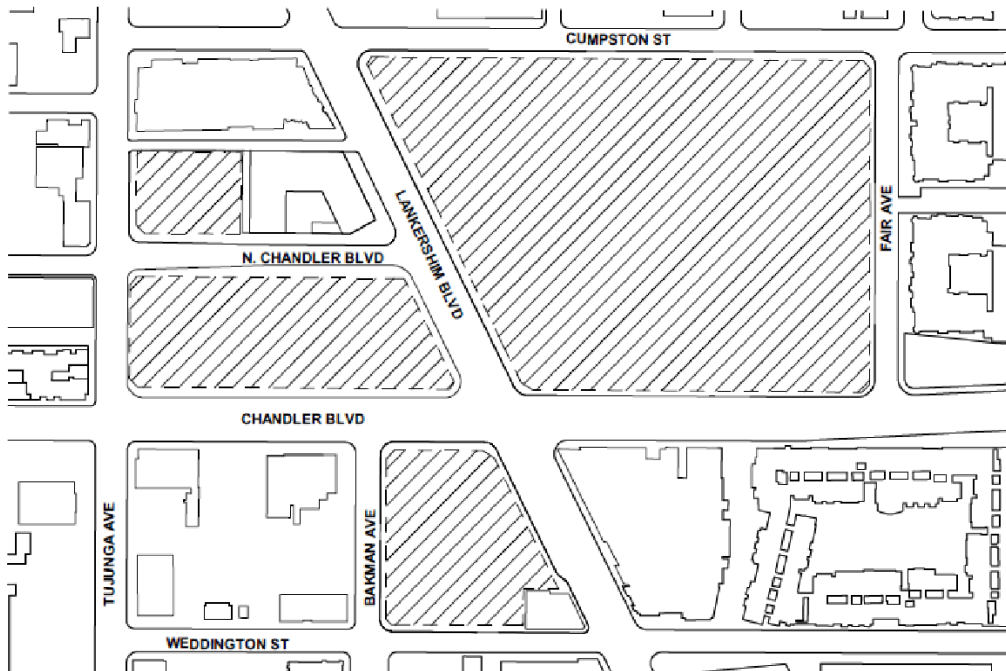 CUMPSTON ST
LANKERSHIM BLVD
FAIR AVE
N. CHANDLER BLVD
CHANDLER BLVD
TUJUNGA AVE
BAKMAN AVE
WEDDINGTON ST